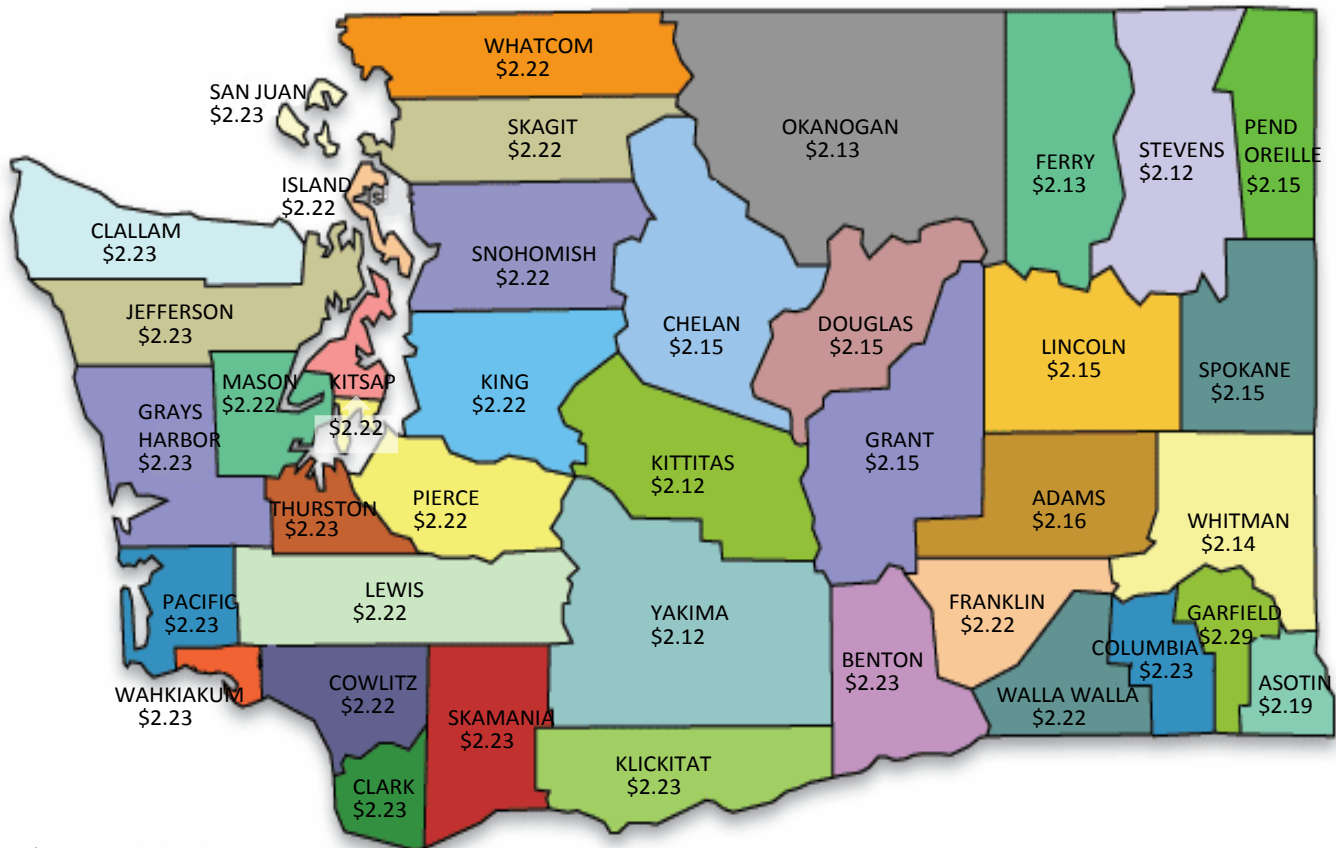 WHATCOM
$2.22
SAN JUAN
$2.23
SKAGIT
$2.22
OKANOGAN
$2.13
FERRY
$2.13
STEVENS
$2.12
PEND
OREILLE
$2.15
ISLAND
$2.22
CLALLAM
$2.23
SNOHOMISH
$2.22
JEFFERSON
$2.23
CHELAN
$2.15
DOUGLAS
$2.15
LINCOLN
$2.15
SPOKANE
$2.15
MASON
$2.22
KITSAP
$2.22
KING
$2.22
GRAYS
HARBOR
$2.23
GRANT
$2.15
KITTITAS
$2.12
THURSTON
$2.23
PIERCE
$2.22
ADAMS
$2.16
WHITMAN
$2.14
PACIFIC
$2.23
LEWIS
$2.22
YAKIMA
$2.12
FRANKLIN
$2.22
GARFIELD
$2.29
COLUMBIA
$2.23
BENTON
$2.23
WALLA WALLA
$2.22
ASOTIN
$2.19
WAHKIAKUM
$2.23
COWLITZ
$2.22
SKAMANIA
$2.23
KLICKITAT
$2.23
CLARK
$2.23